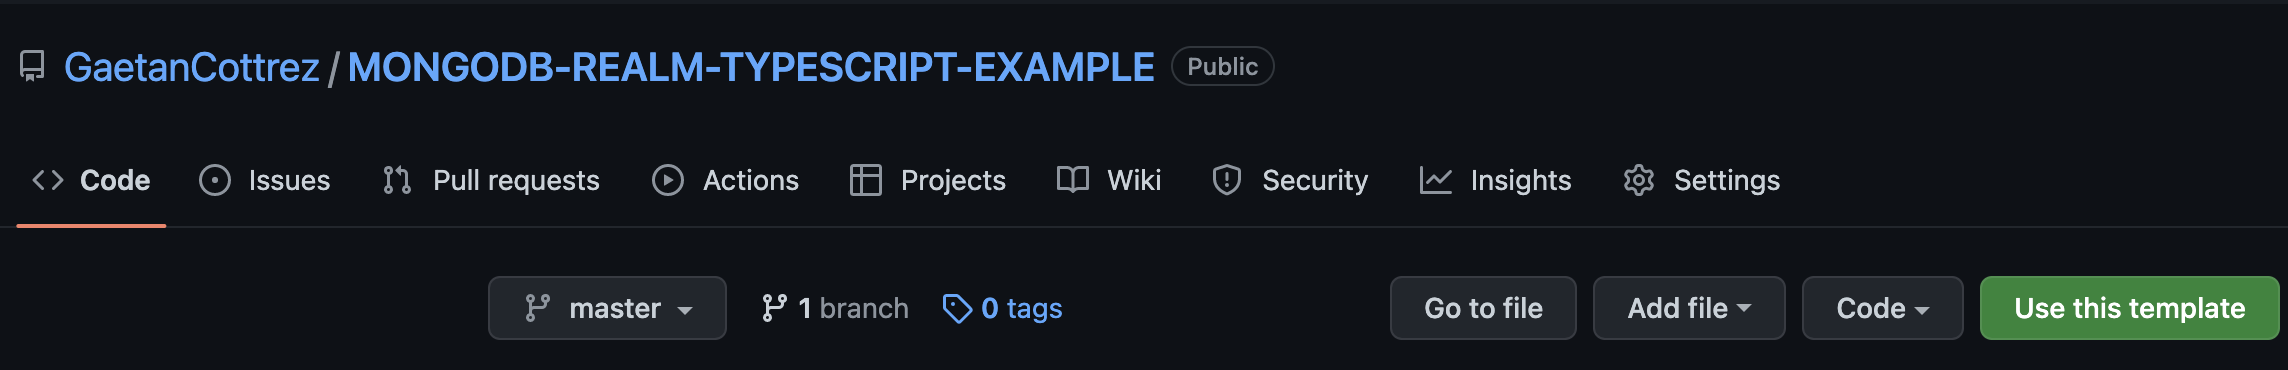 GaetanCottrez / MONGODB-REALM-TYPESCRIPT-EXAMPLE Public
Code Issues Pull requests Actions Projects Wiki Security Insights Settings
master 1 branch 0 tags Go to file Add file Code Use this template